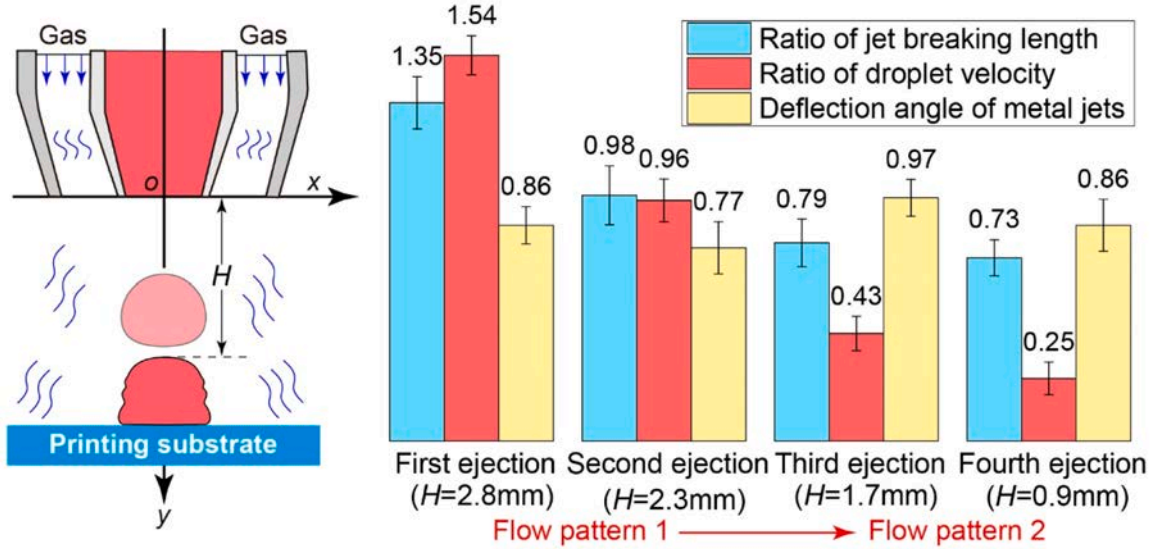 Gas
Gas
o
x
H
Printing substrate
y
Ratio of jet breaking length
Ratio of droplet velocity
Deflection angle of metal jets
1.35
1.54
0.86
0.98
0.96
0.77
0.79
0.43
0.97
0.73
0.25
0.86
First ejection
(H=2.8mm)
Second ejection
(H=2.3mm)
Third ejection
(H=1.7mm)
Fourth ejection
(H=0.9mm)
Flow pattern 1
Flow pattern 2